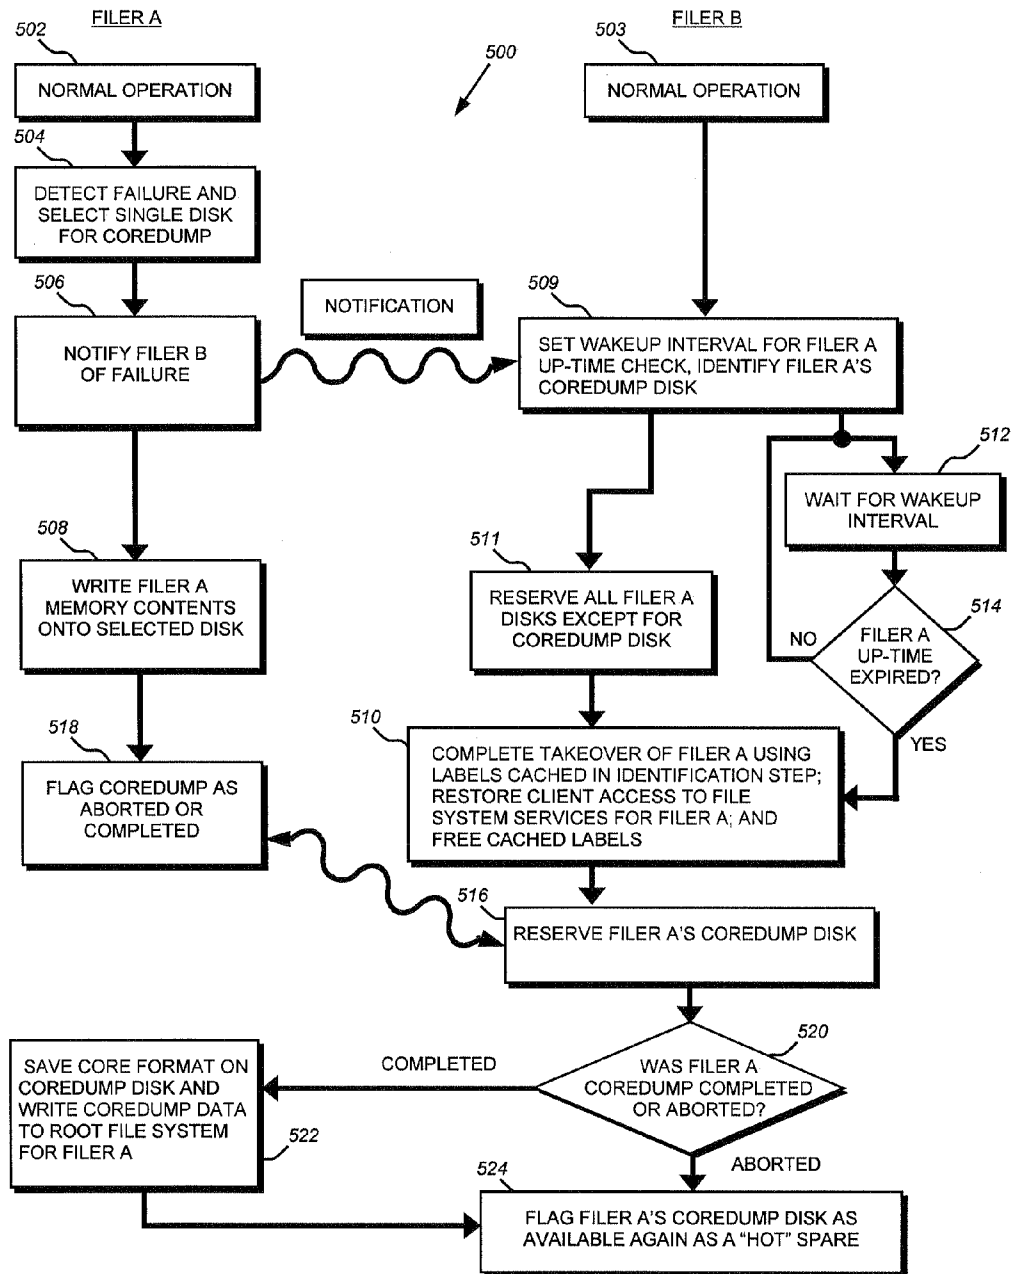 FILER A
FILER B
502
503
500
NORMAL OPERATION
NORMAL OPERATION
504
DETECT FAILURE AND
SELECT SINGLE DISK
FOR COREDUMP
506
NOTIFICATION
509
NOTIFY FILER B
OF FAILURE
SET WAKEUP INTERVAL FOR FILER A
UP-TIME CHECK, IDENTIFY FILER A'S
COREDUMP DISK
512
WAIT FOR WAKEUP
INTERVAL
508
WRITE FILER A
MEMORY CONTENTS
ONTO SELECTED DISK
511
RESERVE ALL FILER A
DISKS EXCEPT FOR
COREDUMP DISK
514
NO
FILER A
UP-TIME
EXPIRED?
YES
518
FLAG COREDUMP AS
ABORTED OR
COMPLETED
510
COMPLETE TAKEOVER OF FILER A USING
LABELS CACHED IN IDENTIFICATION STEP;
RESTORE CLIENT ACCESS TO FILE
SYSTEM SERVICES FOR FILER A; AND
FREE CACHED LABELS
516
RESERVE FILER A'S COREDUMP DISK
520
WAS FILER A
COREDUMP COMPLETED
OR ABORTED?
COMPLETED
SAVE CORE FORMAT ON
COREDUMP DISK AND
WRITE COREDUMP DATA
TO ROOT FILE SYSTEM
FOR FILER A
522
ABORTED
524
FLAG FILER A'S COREDUMP DISK AS
AVAILABLE AGAIN AS A "HOT" SPARE